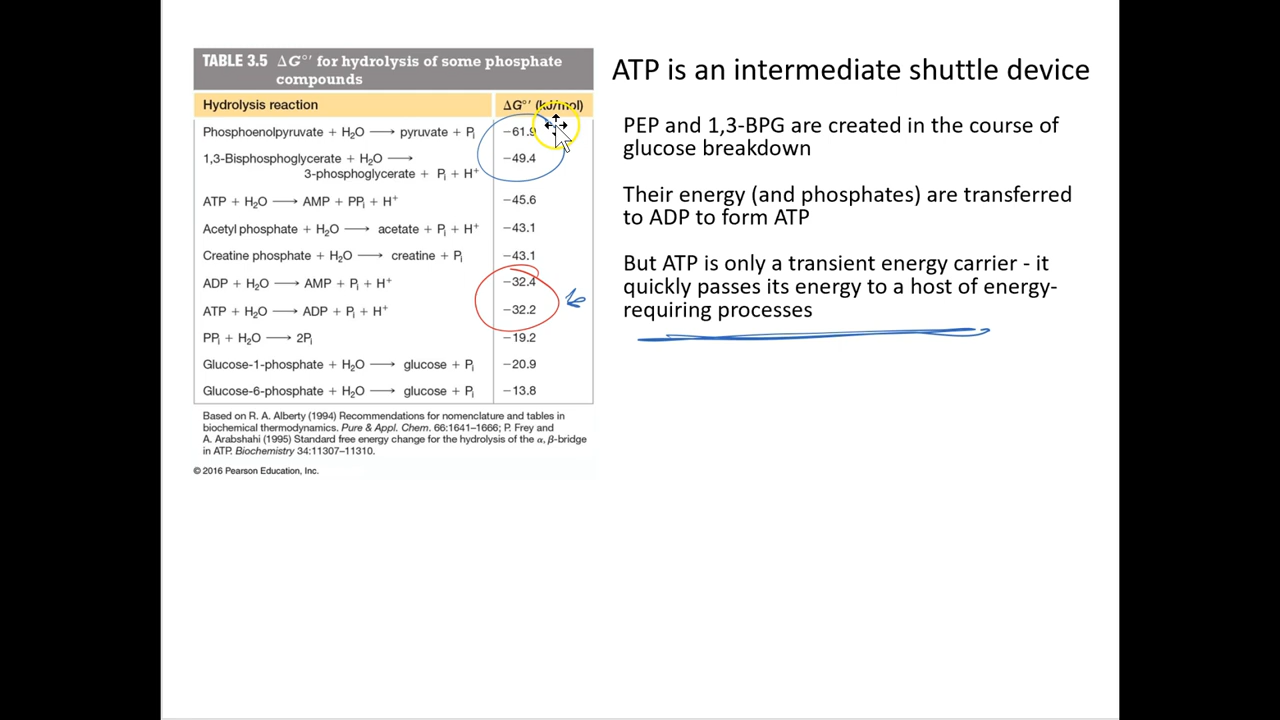 TABLE 3.5 ΔG°′ for hydrolysis of some phosphate
compounds
Hydrolysis reaction ΔG°′ (kJ/mol)
Phosphoenolpyruvate + H₂O ⟶ pyruvate + Pᵢ −61.9
1,3-Bisphosphoglycerate + H₂O ⟶ −49.4
3-phosphoglycerate + Pᵢ + H⁺
ATP + H₂O ⟶ AMP + PPᵢ + H⁺ −45.6
Acetyl phosphate + H₂O ⟶ acetate + Pᵢ + H⁺ −43.1
Creatine phosphate + H₂O ⟶ creatine + Pᵢ −43.1
ADP + H₂O ⟶ AMP + Pᵢ + H⁺ −32.4
ATP + H₂O ⟶ ADP + Pᵢ + H⁺ −32.2
PPᵢ + H₂O ⟶ 2Pᵢ −19.2
Glucose-1-phosphate + H₂O ⟶ glucose + Pᵢ −20.9
Glucose-6-phosphate + H₂O ⟶ glucose + Pᵢ −13.8
Based on R. A. Alberty (1994) Recommendations for nomenclature and tables in
biochemical thermodynamics. Pure & Appl. Chem. 66:1641–1666; P. Frey and
A. Arabshahi (1995) Standard free energy change for the hydrolysis of the α, β-bridge
in ATP. Biochemistry 34:11307–11310.
© 2016 Pearson Education, Inc.
ATP is an intermediate shuttle device
PEP and 1,3-BPG are created in the course of
glucose breakdown
Their energy (and phosphates) are transferred
to ADP to form ATP
But ATP is only a transient energy carrier - it
quickly passes its energy to a host of energy-
requiring processes